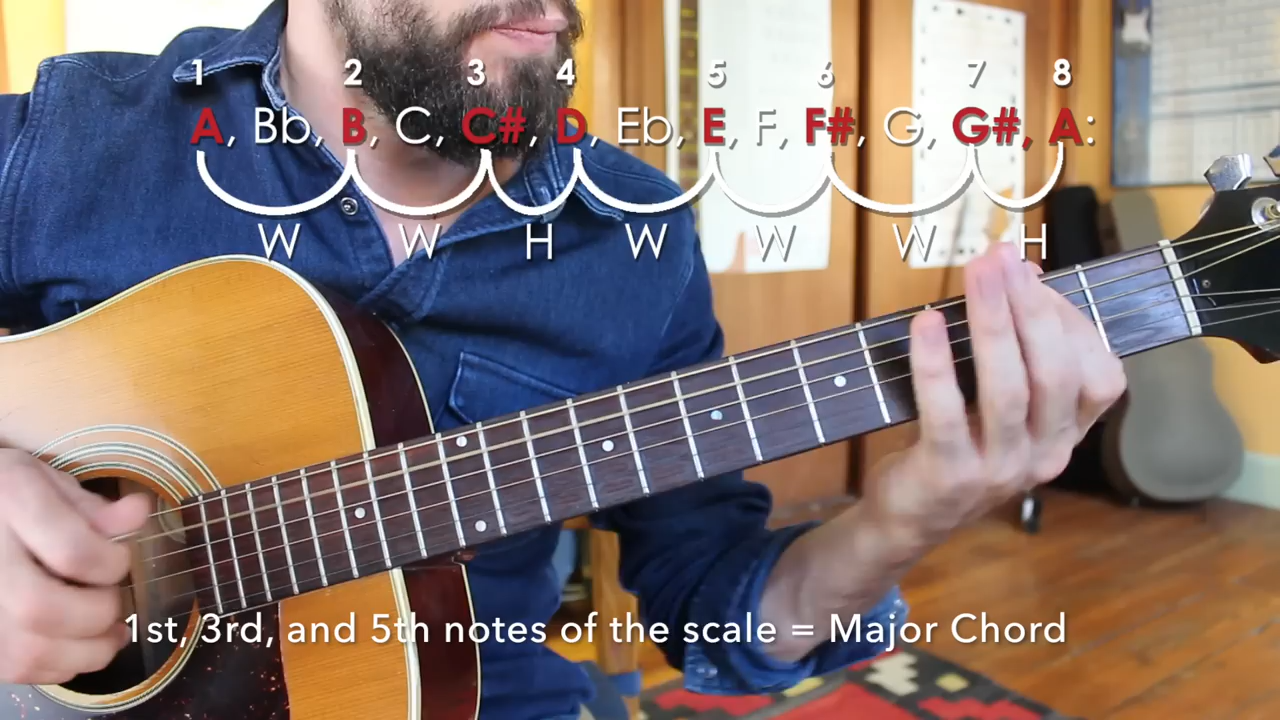 1 2 3 4 5 6 7 8
A, Bb, B, C, C#, D, Eb, E, F, F#, G, G#, A:
W W H W W W H
1st, 3rd, and 5th notes of the scale = Major Chord